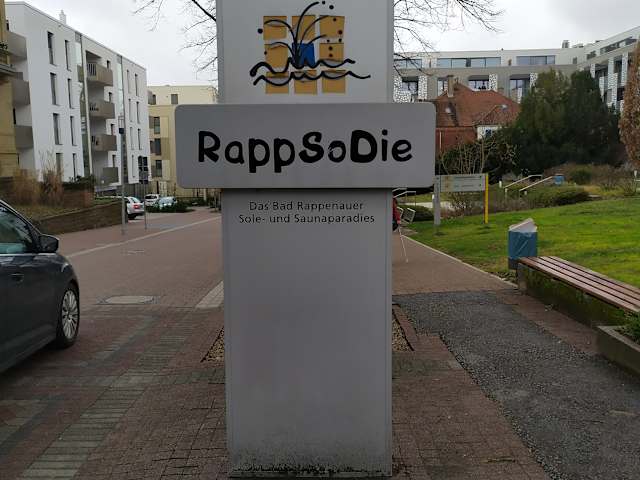 RappSoDie
Das Bad Rappenauer
Sole- und Saunaparadies